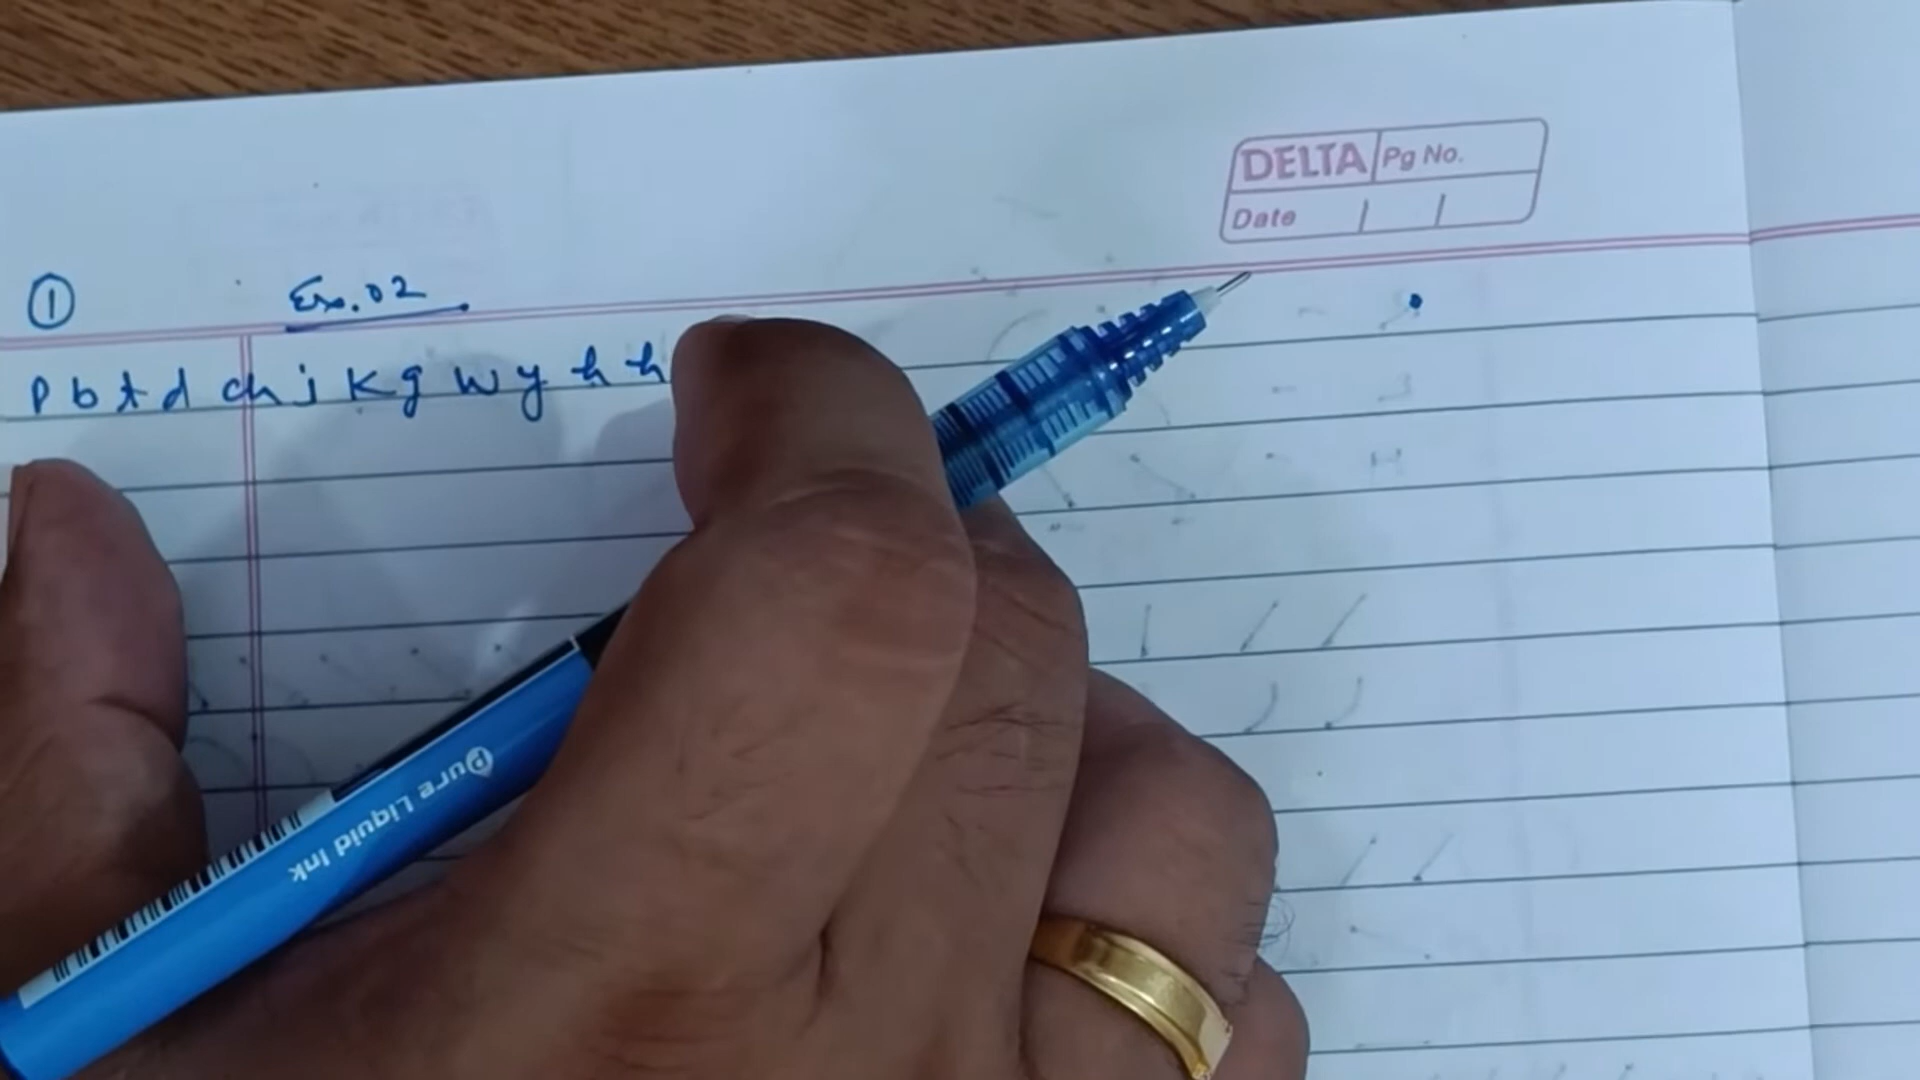 DELTA Pg No.
Date
① Ex. 02
p b t d ch j k g w y h h
Pure Liquid Ink